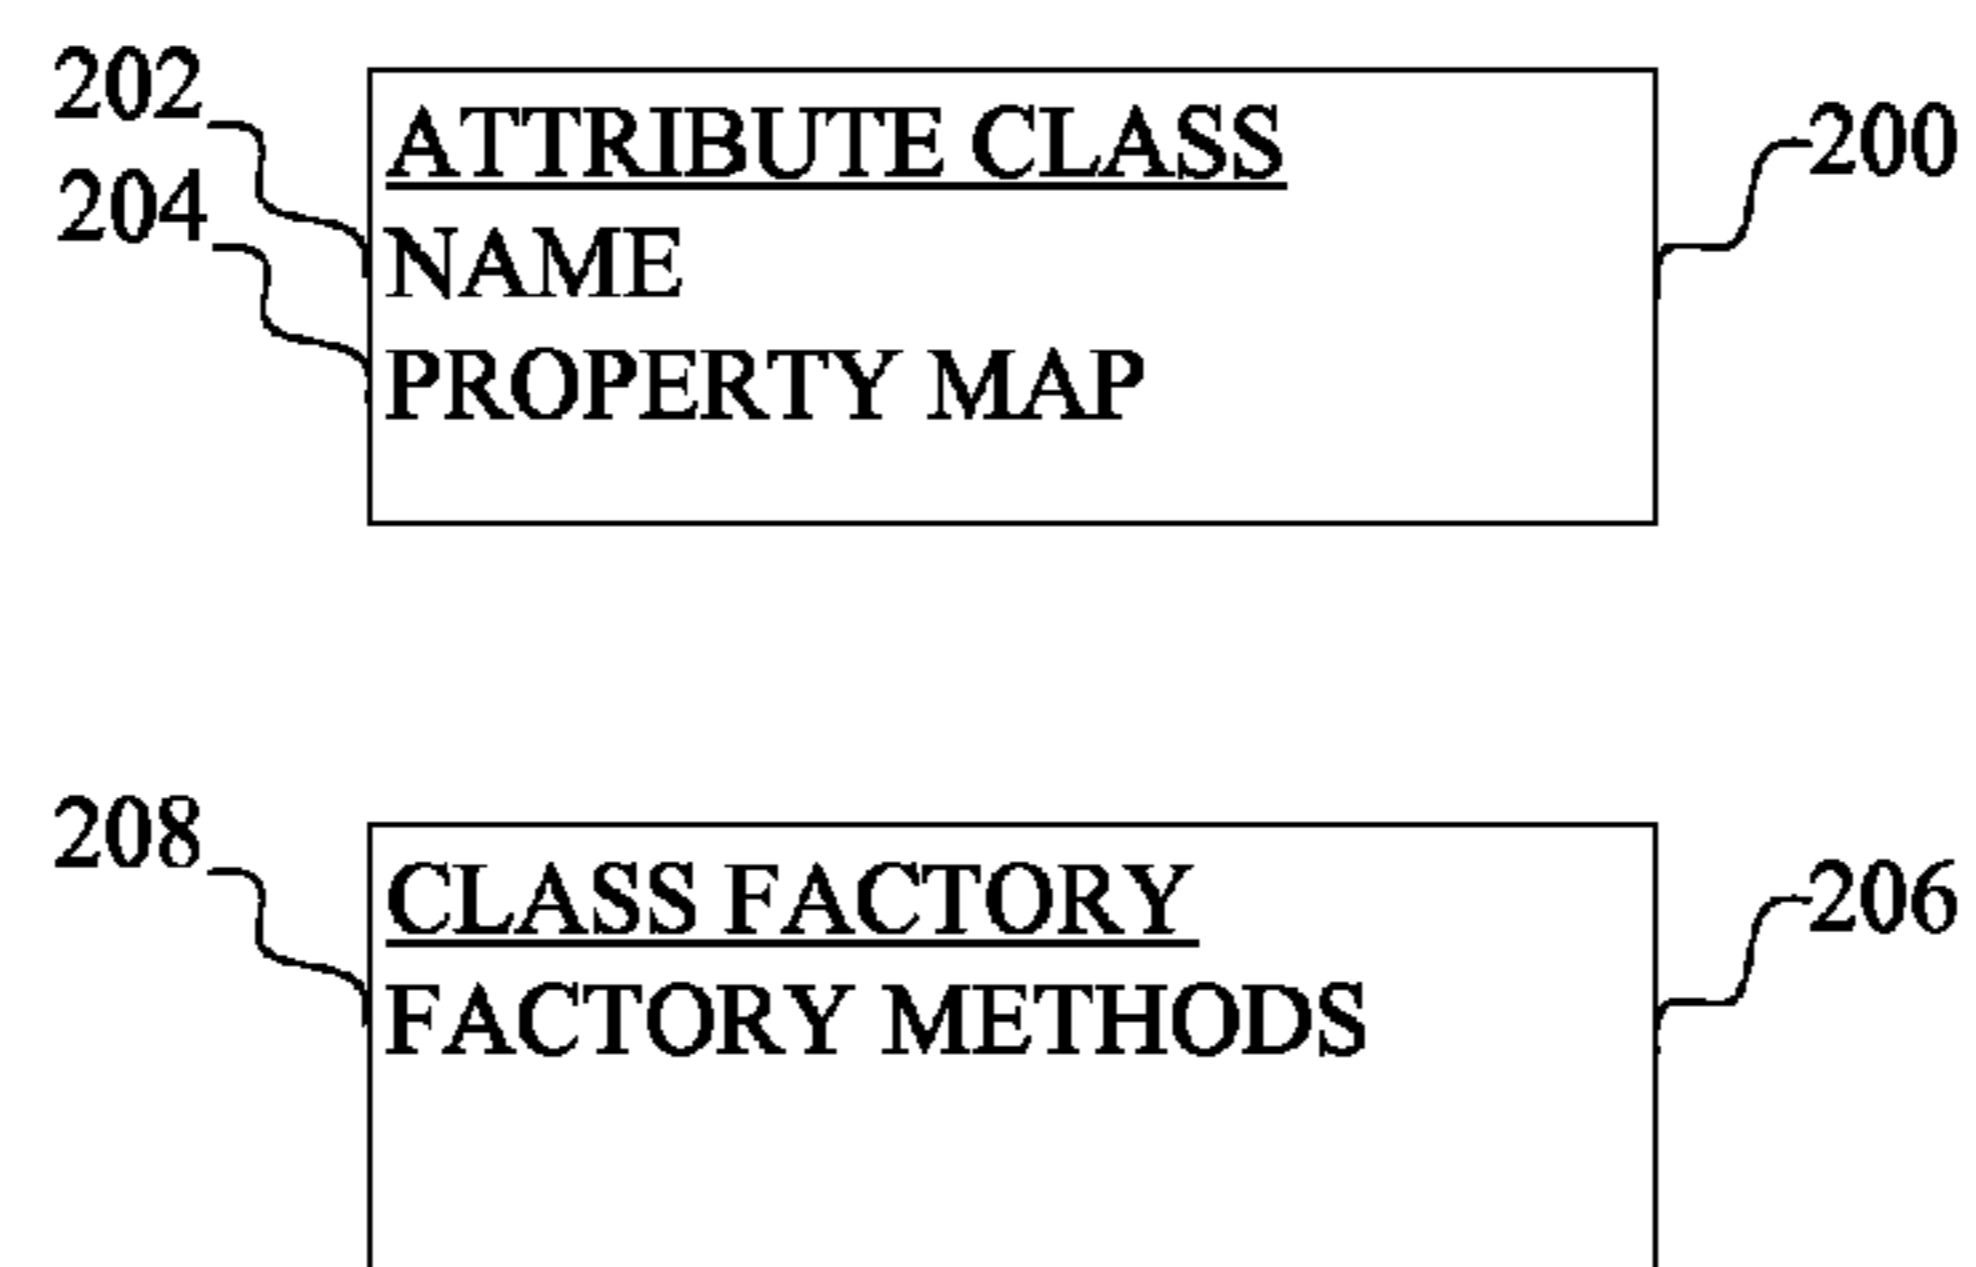 202
ATTRIBUTE CLASS
200
204
NAME
PROPERTY MAP
208
CLASS FACTORY
206
FACTORY METHODS